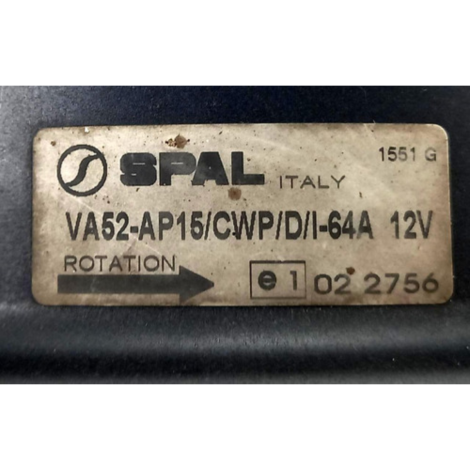 SPAL ITALY 1551 G
VA52-AP15/CWP/D/I-64A 12V
ROTATION
e1 02 2756